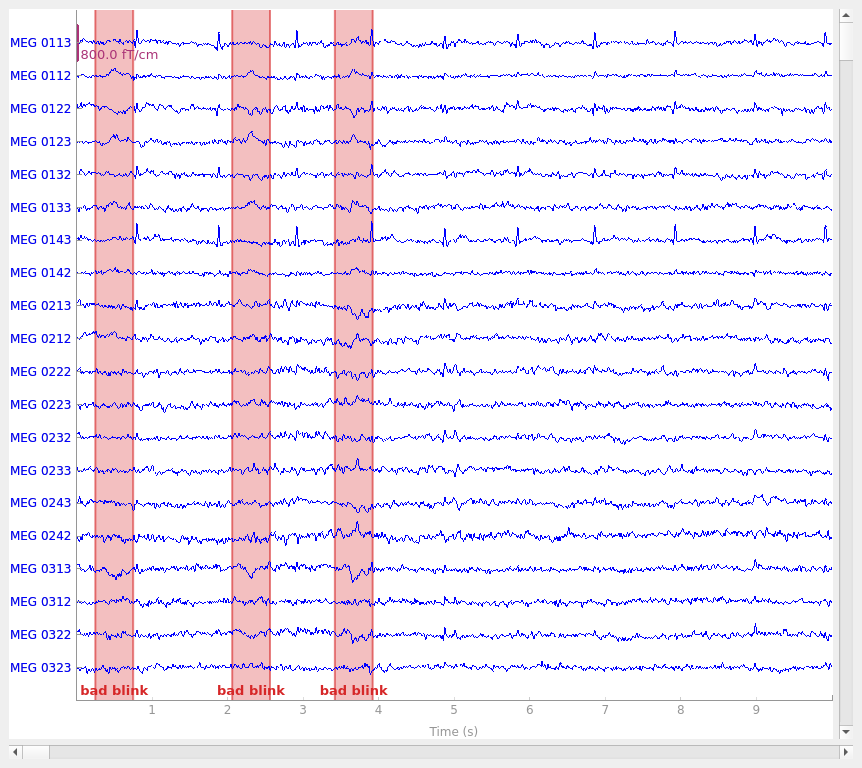 MEG 0113
800.0 fT/cm
MEG 0112
MEG 0122
MEG 0123
MEG 0132
MEG 0133
MEG 0143
MEG 0142
MEG 0213
MEG 0212
MEG 0222
MEG 0223
MEG 0232
MEG 0233
MEG 0243
MEG 0242
MEG 0313
MEG 0312
MEG 0322
MEG 0323
bad blink bad blink bad blink
1 2 3 4 5 6 7 8 9
Time (s)